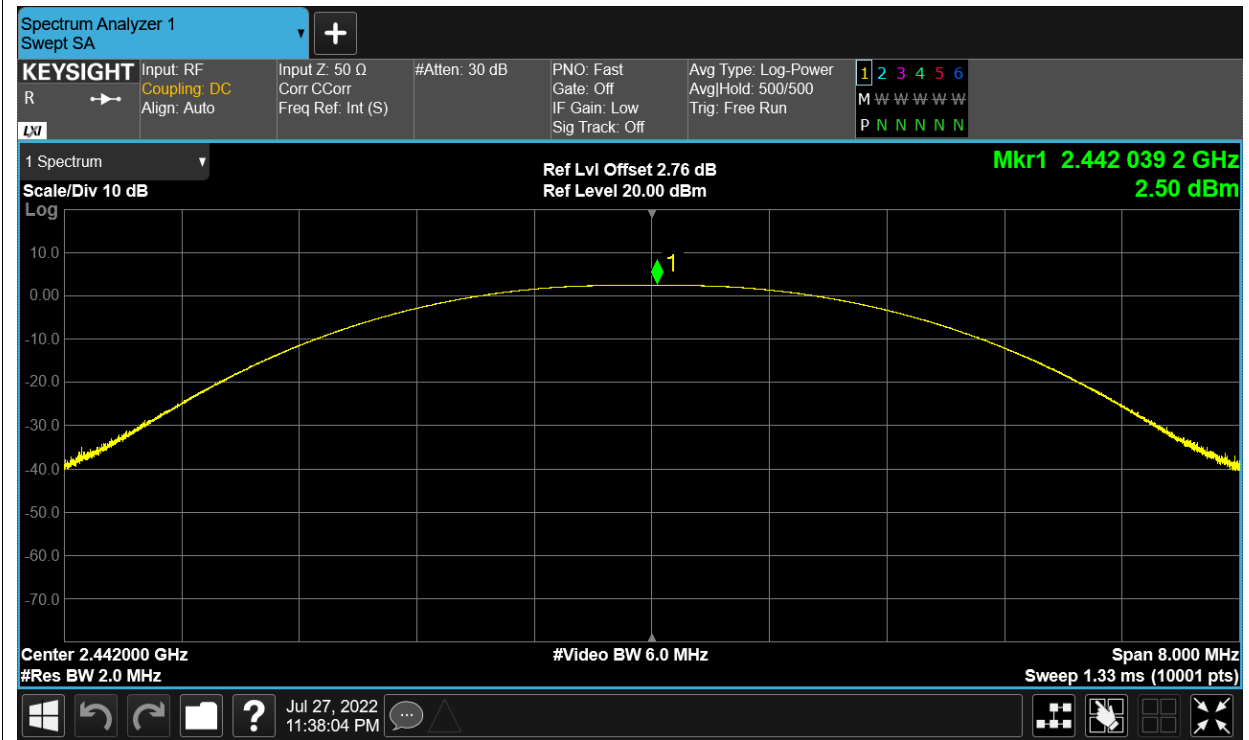 Spectrum Analyzer 1
Swept SA
KEYSIGHT Input: RF Input Z: 50 Ω #Atten: 30 dB PNO: Fast Avg Type: Log-Power 1 2 3 4 5 6
R Coupling: DC Corr CCorr Gate: Off Avg|Hold: 500/500 M W W W W W
Align: Auto Freq Ref: Int (S) IF Gain: Low Trig: Free Run
LXI Sig Track: Off P N N N N N
1 Spectrum Ref Lvl Offset 2.76 dB Mkr1 2.442 039 2 GHz
Scale/Div 10 dB Ref Level 20.00 dBm 2.50 dBm
Log
10.0
1
0.00
-10.0
-20.0
-30.0
-40.0
-50.0
-60.0
-70.0
Center 2.442000 GHz #Video BW 6.0 MHz Span 8.000 MHz
#Res BW 2.0 MHz Sweep 1.33 ms (10001 pts)
? Jul 27, 2022
11:38:04 PM